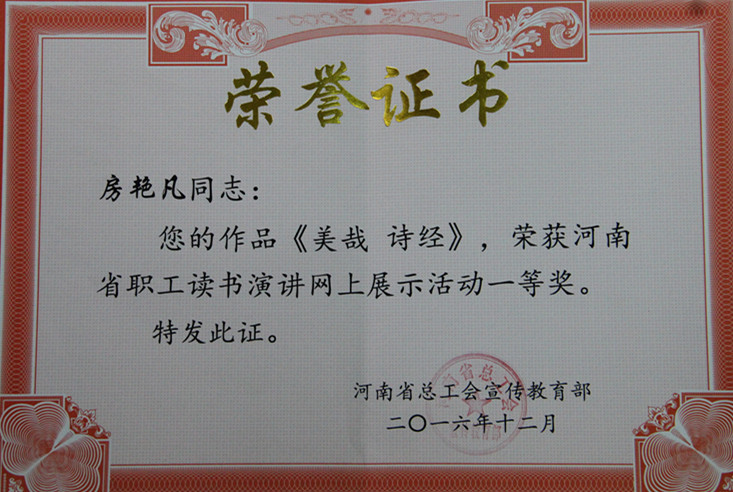 荣誉证书
房艳凡同志：
您的作品《美哉 诗经》，荣获河南
省职工读书演讲网上展示活动一等奖。
特发此证。
河南省总工会宣传教育部
二〇一六年十二月